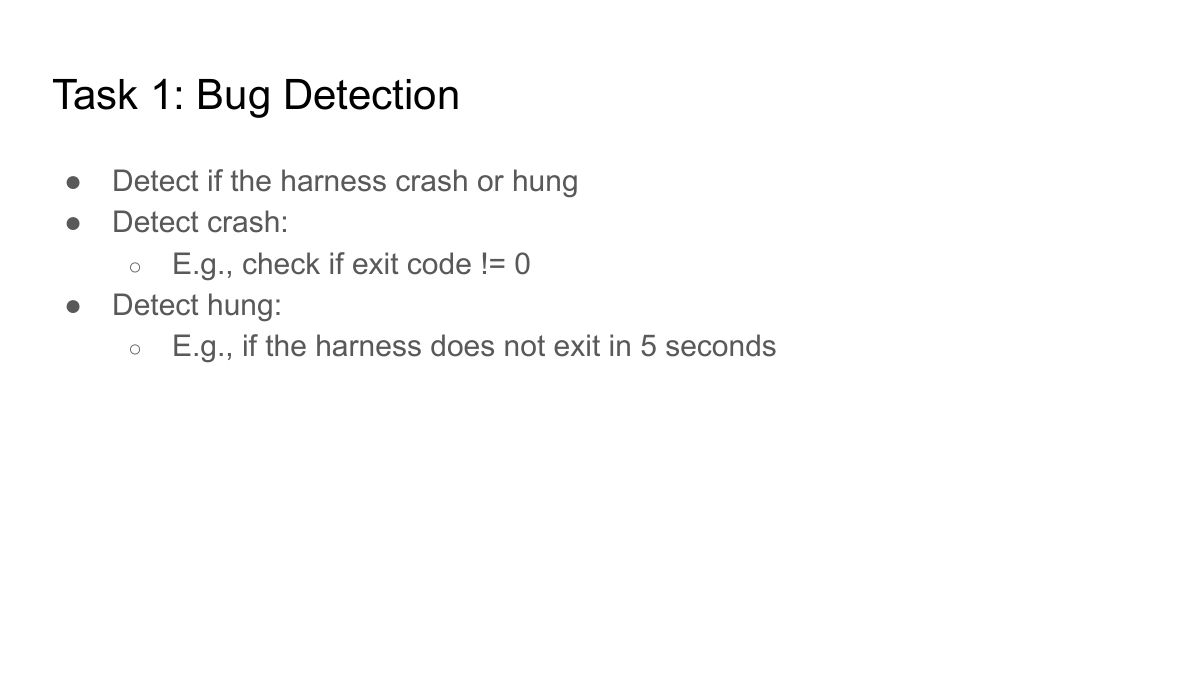 Task 1: Bug Detection
● Detect if the harness crash or hung
● Detect crash:
○ E.g., check if exit code != 0
● Detect hung:
○ E.g., if the harness does not exit in 5 seconds